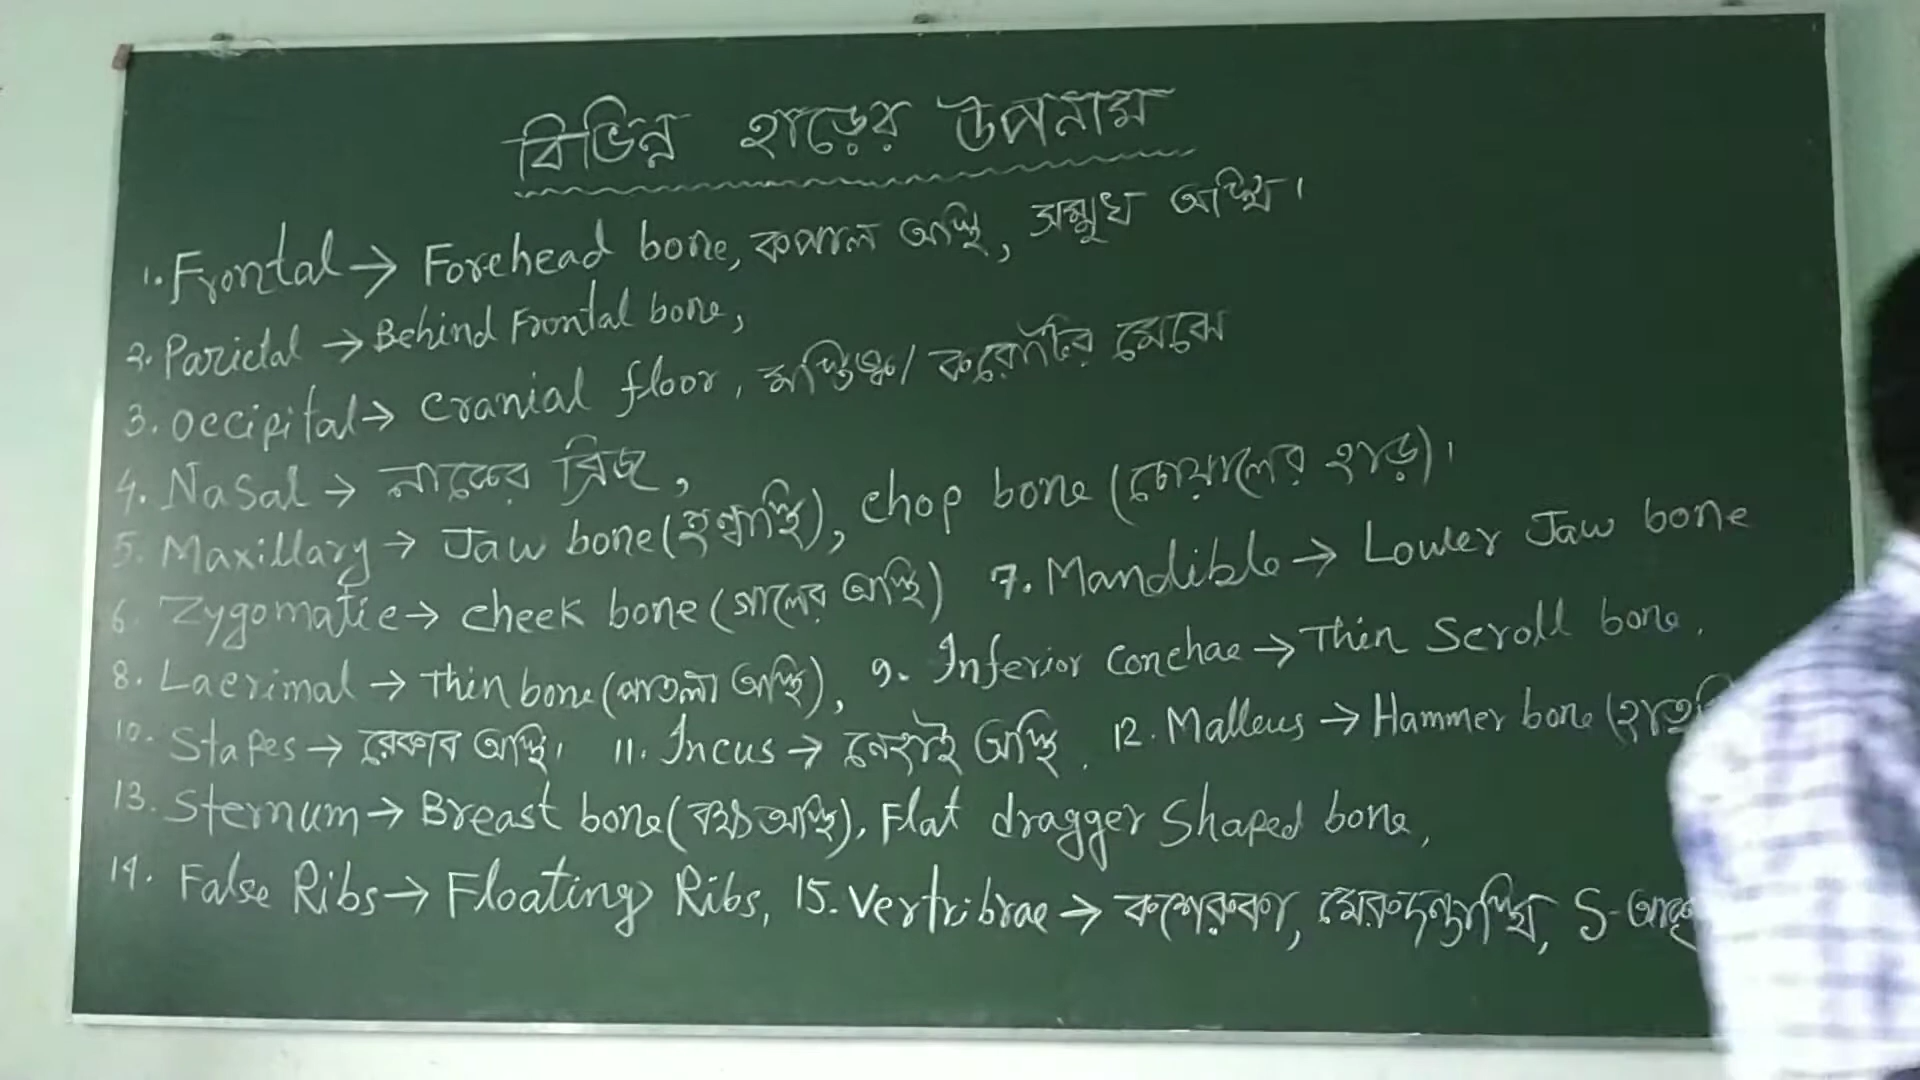 বিভিন্ন হাড়ের উপনাম
1. Frontal → Forehead bone, কপাল অস্থি, সম্মুখ অস্থি।
2. Parietal → Behind Frontal bone,
3. Occipital → Cranial floor, মস্তিষ্ক/করোটির মেঝে
4. Nasal → নাকের ব্রিজ,
5. Maxillary → Jaw bone (হন্বাস্থি), Chop bone (চোয়ালের হাড়)।
6. Zygomatic → cheek bone (গালের অস্থি) 7. Mandible → Lower Jaw bone
8. Lacrimal → Thin bone (পাতলা অস্থি), 9. Inferior Conchae → Thin Scroll bone,
10. Stapes → রেকাব অস্থি। 11. Incus → নেহাই অস্থি. 12. Malleus → Hammer bone
13. Sternum → Breast bone (বক্ষ অস্থি), Flat dragger Shaped bone,
14. False Ribs → Floating Ribs, 15. Vertribrae → কশেরুকা, মেরুদন্ডাস্থি, S-